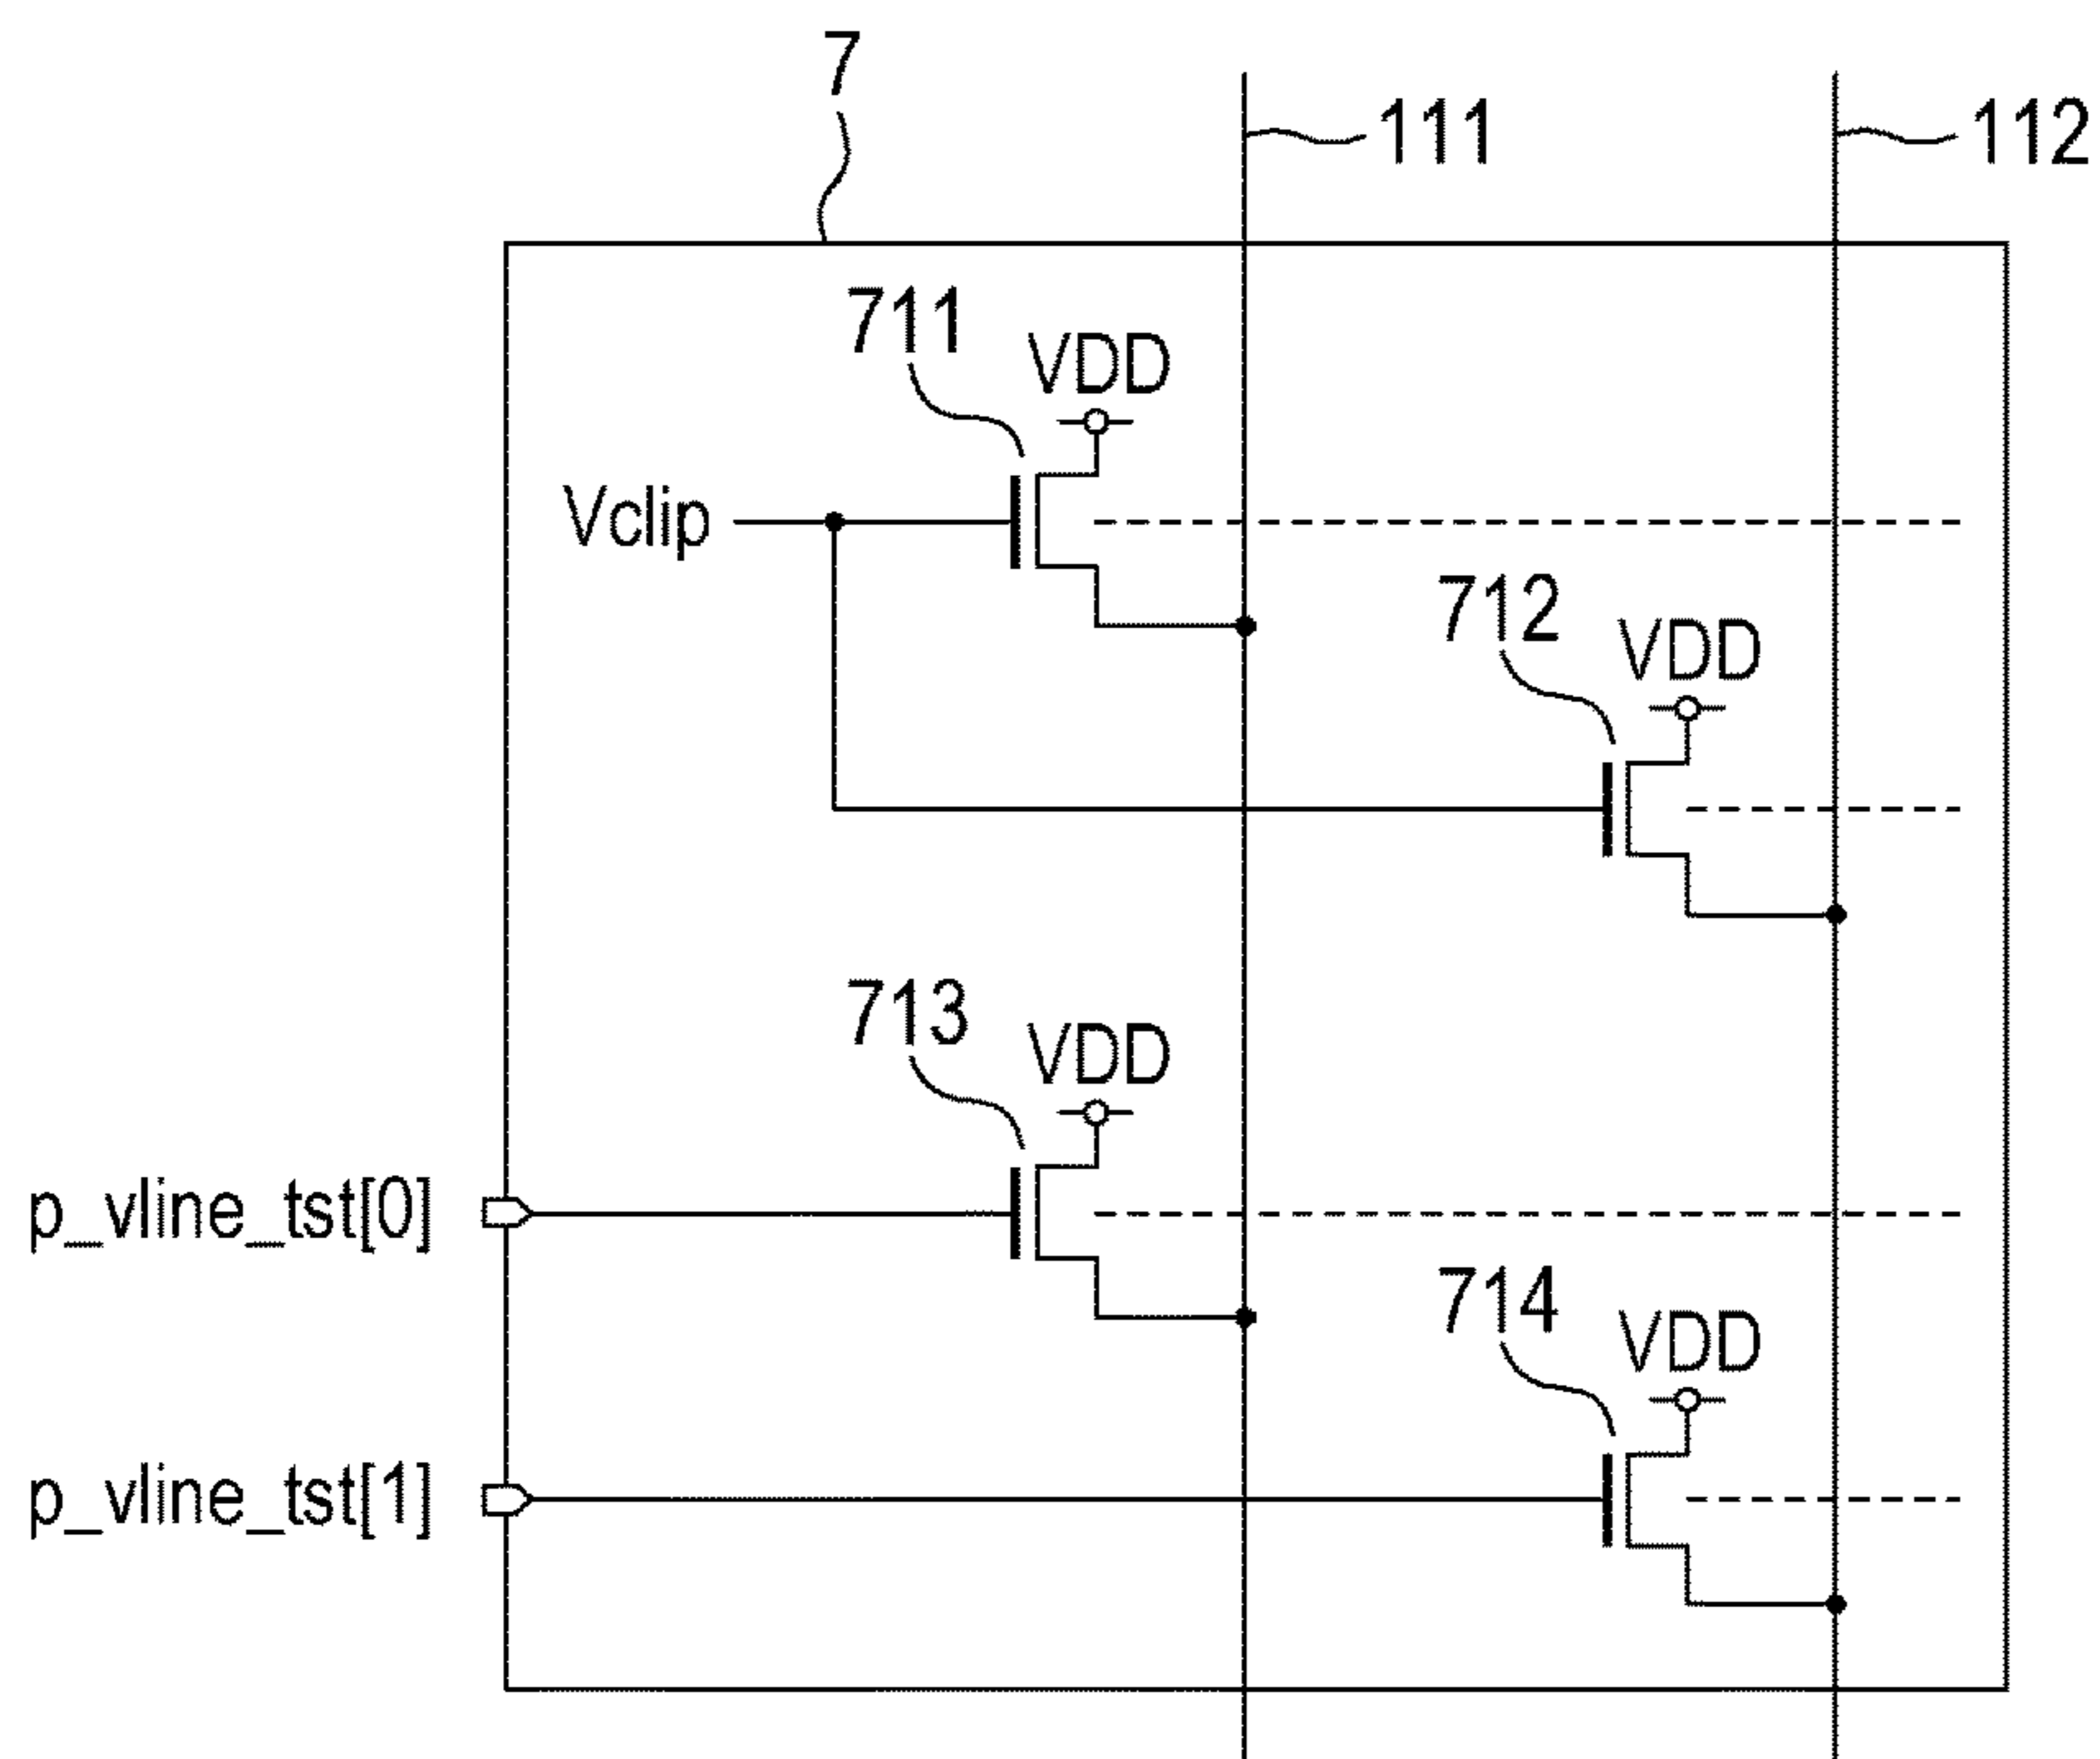 7
111
112
711
VDD
Vclip
712
VDD
713
VDD
p_vline_tst[0]
714
VDD
p_vline_tst[1]